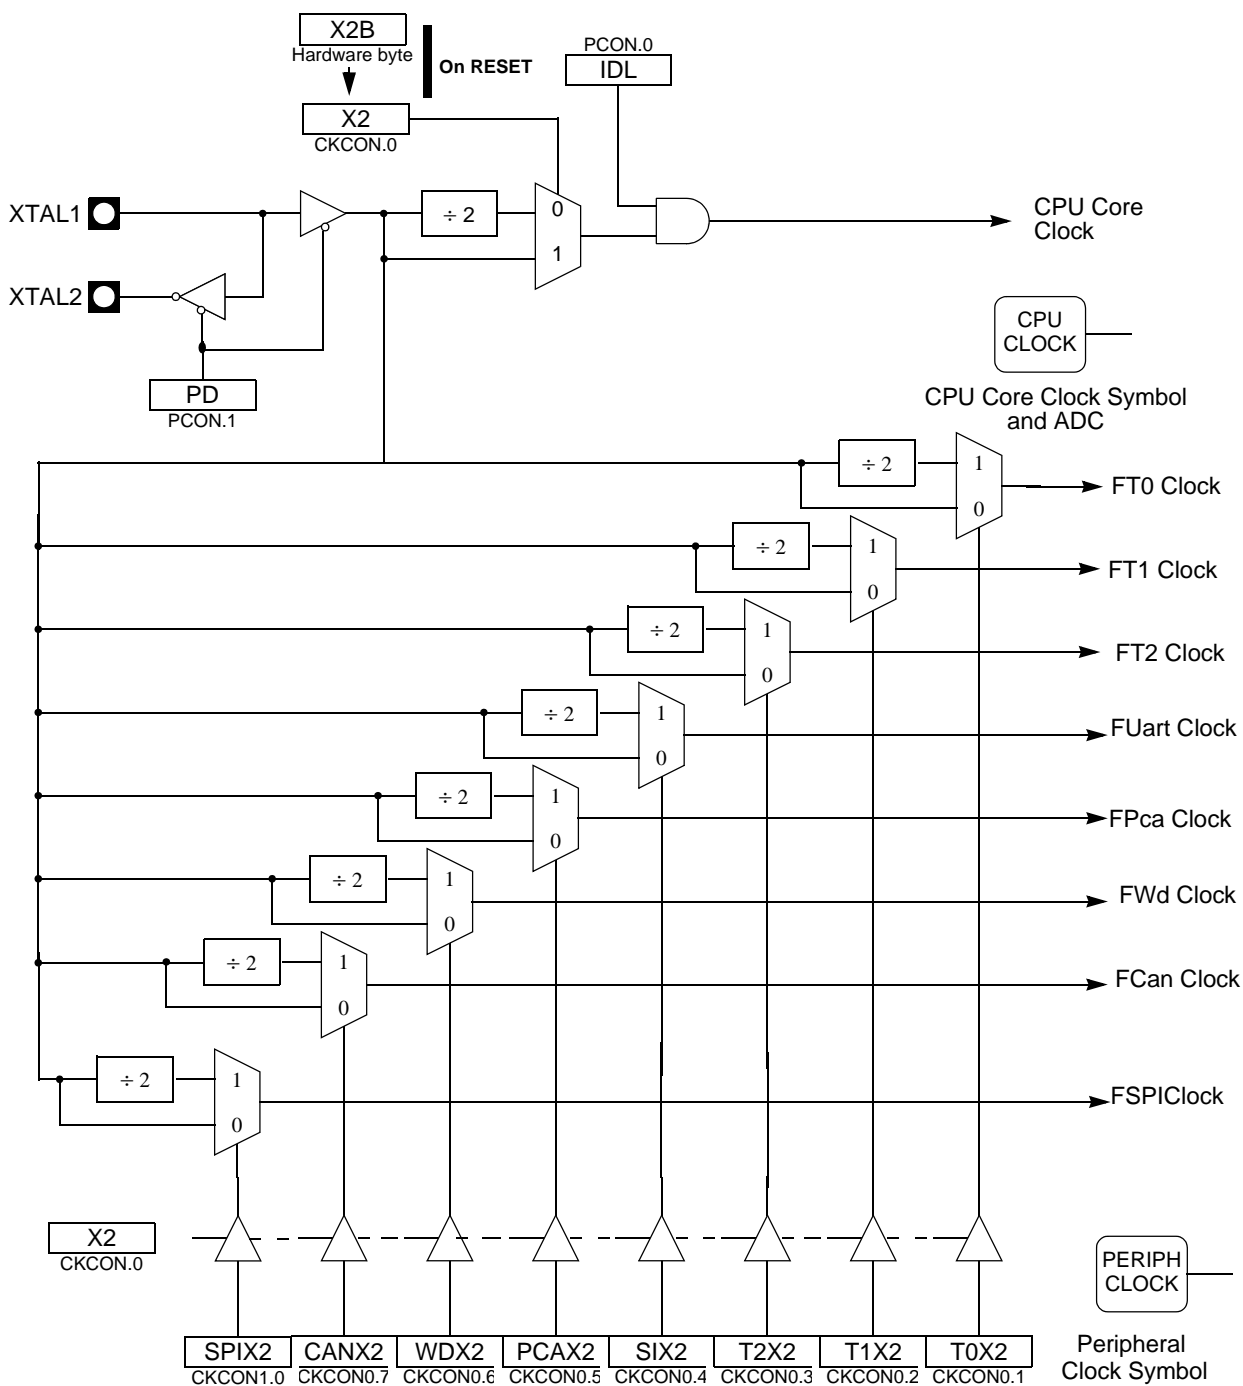 X2B
Hardware byte
On RESET
X2
CKCON.0
PCON.0
IDL
XTAL1
÷ 2
0
1
CPU Core
Clock
XTAL2
PD
PCON.1
CPU
CLOCK
CPU Core Clock Symbol
and ADC
÷ 2
1
0
FT0 Clock
÷ 2
1
0
FT1 Clock
÷ 2
1
0
FT2 Clock
÷ 2
1
0
FUart Clock
÷ 2
1
0
FPca Clock
÷ 2
1
0
FWd Clock
÷ 2
1
0
FCan Clock
÷ 2
1
0
FSPIClock
X2
CKCON.0
PERIPH
CLOCK
Peripheral
Clock Symbol
SPIX2
CKCON1.0
CANX2
CKCON0.7
WDX2
CKCON0.6
PCAX2
CKCON0.5
SIX2
CKCON0.4
T2X2
CKCON0.3
T1X2
CKCON0.2
T0X2
CKCON0.1